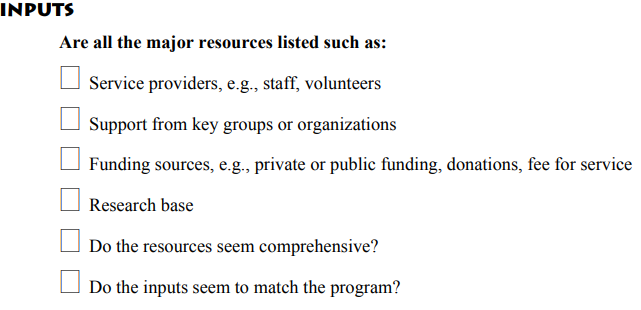 INPUTS
Are all the major resources listed such as:
Service providers, e.g., staff, volunteers
Support from key groups or organizations
Funding sources, e.g., private or public funding, donations, fee for service
Research base
Do the resources seem comprehensive?
Do the inputs seem to match the program?